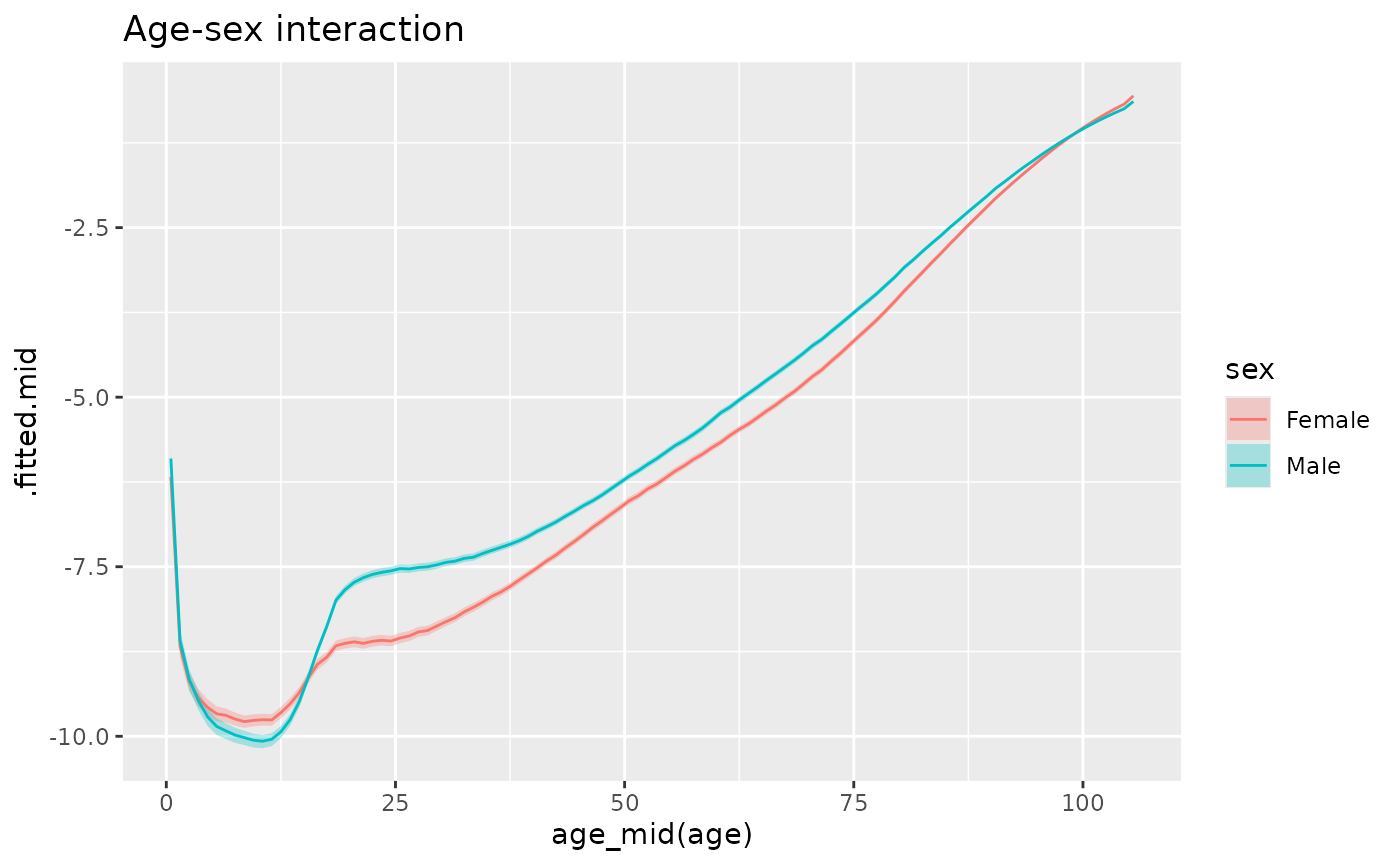 Age-sex interaction
.fitted.mid
-2.5
-5.0
-7.5
-10.0
0
25
50
75
100
age_mid(age)
sex
Female
Male